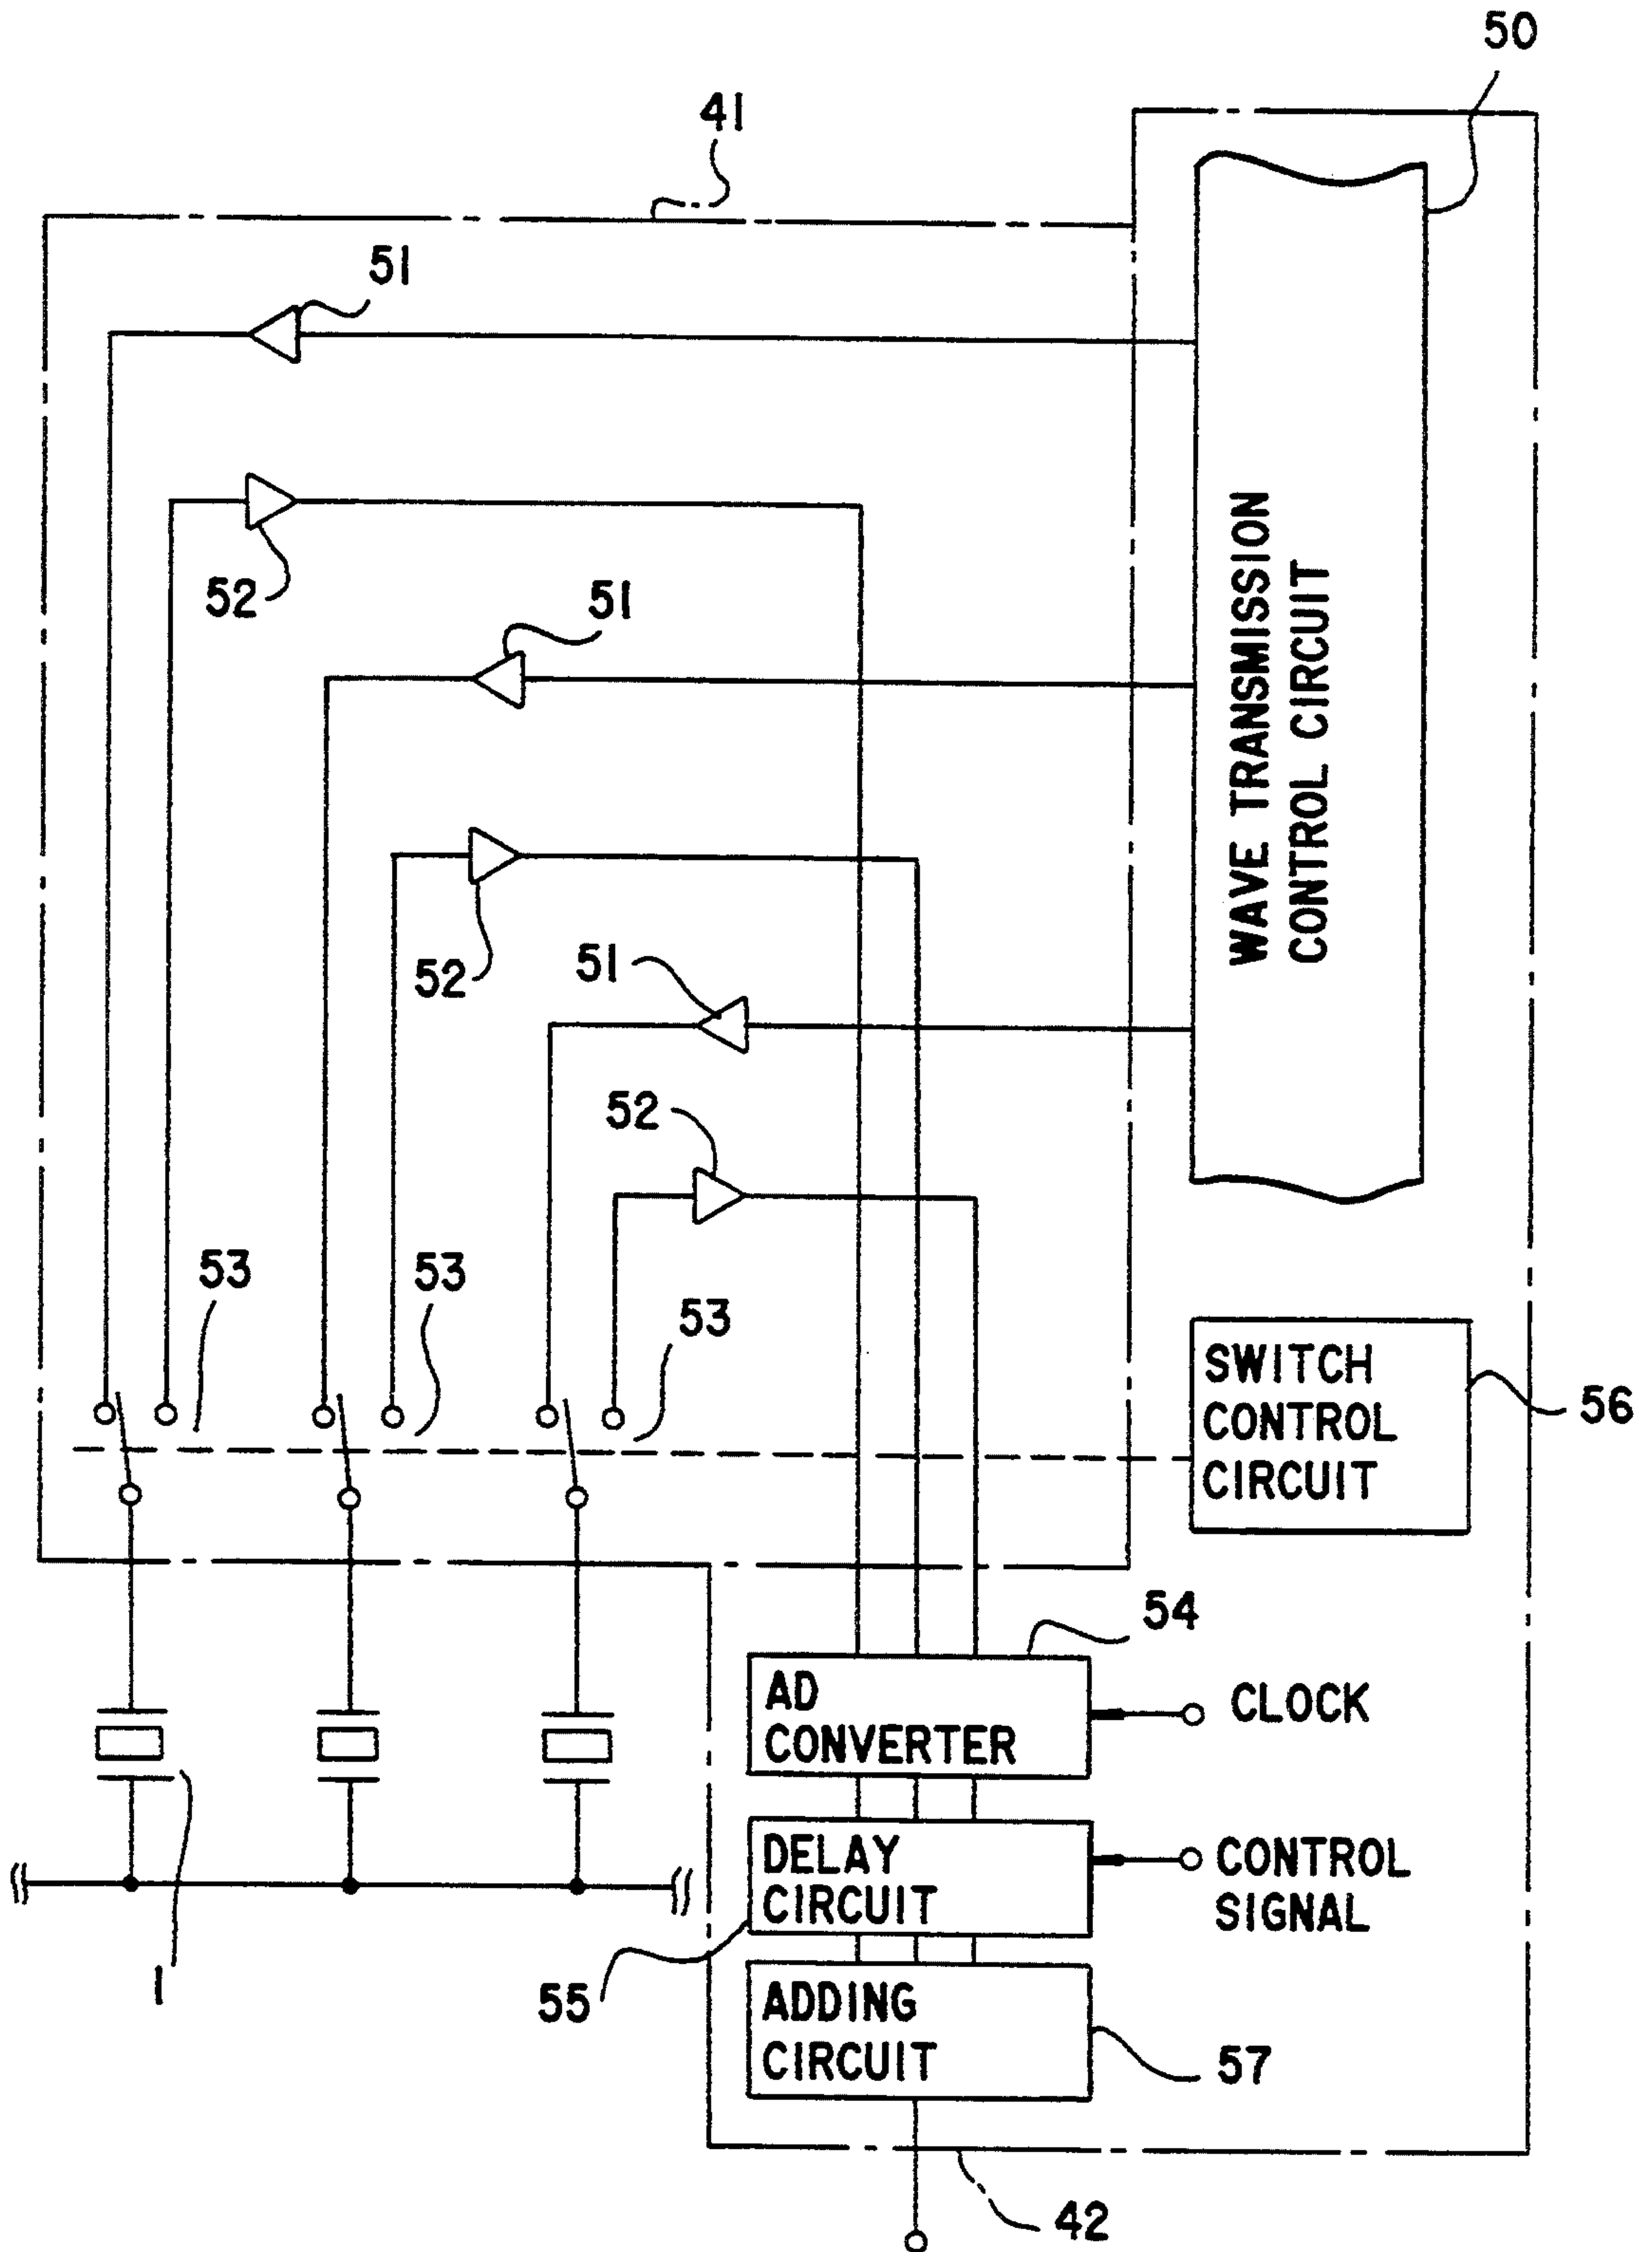 50
41
51
52
51
WAVE TRANSMISSION
CONTROL CIRCUIT
52
51
52
53
53
53
SWITCH
CONTROL
CIRCUIT
56
54
AD
CONVERTER
CLOCK
DELAY
CIRCUIT
CONTROL
SIGNAL
1
55
ADDING
CIRCUIT
57
42